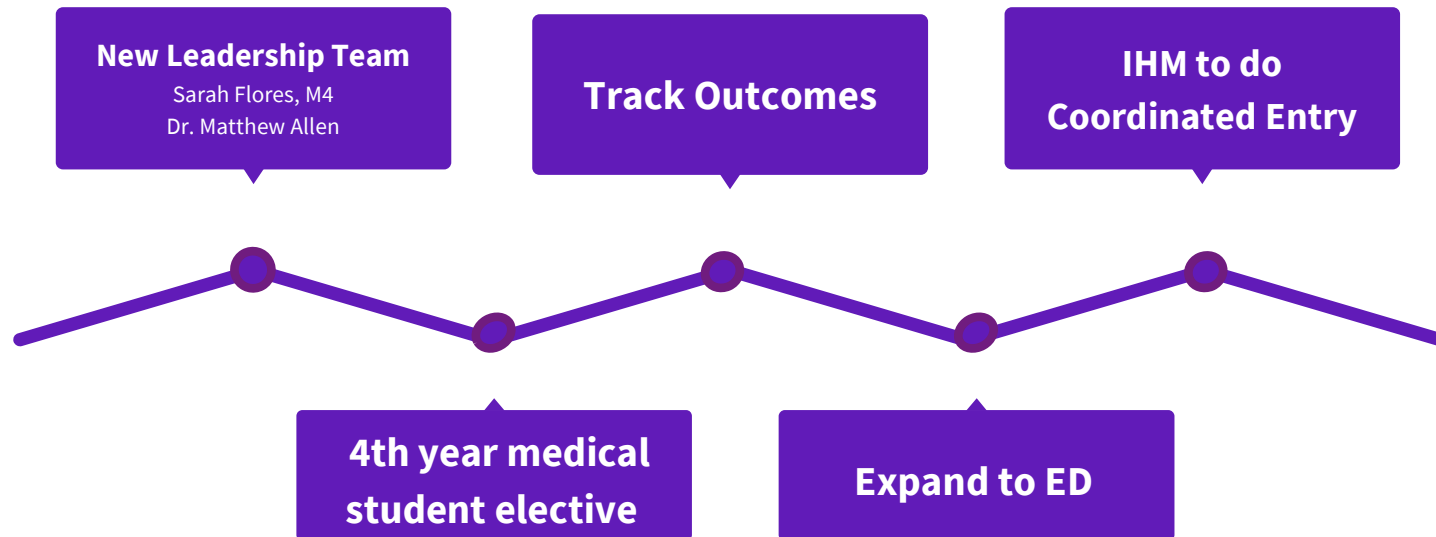 New Leadership Team
Sarah Flores, M4
Dr. Matthew Allen
4th year medical
student elective
Track Outcomes
Expand to ED
IHM to do
Coordinated Entry